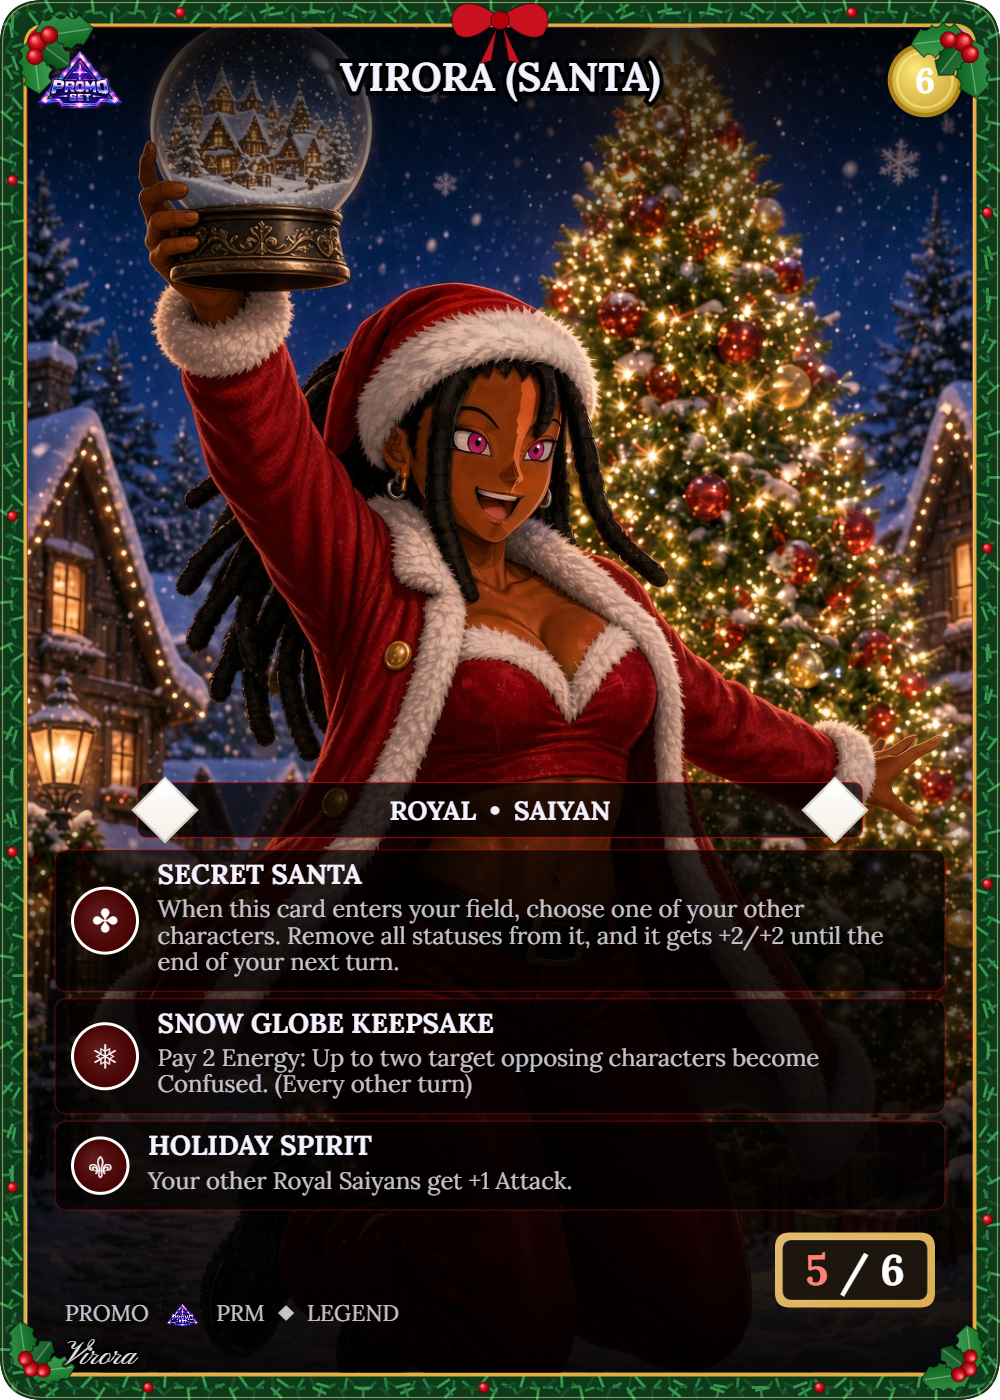 PROMO
SET
VIRORA (SANTA)
6
ROYAL • SAIYAN
SECRET SANTA
When this card enters your field, choose one of your other
characters. Remove all statuses from it, and it gets +2/+2 until the
end of your next turn.
SNOW GLOBE KEEPSAKE
Pay 2 Energy: Up to two target opposing characters become
Confused. (Every other turn)
HOLIDAY SPIRIT
Your other Royal Saiyans get +1 Attack.
5 / 6
PROMO PRM ◆ LEGEND
Virora